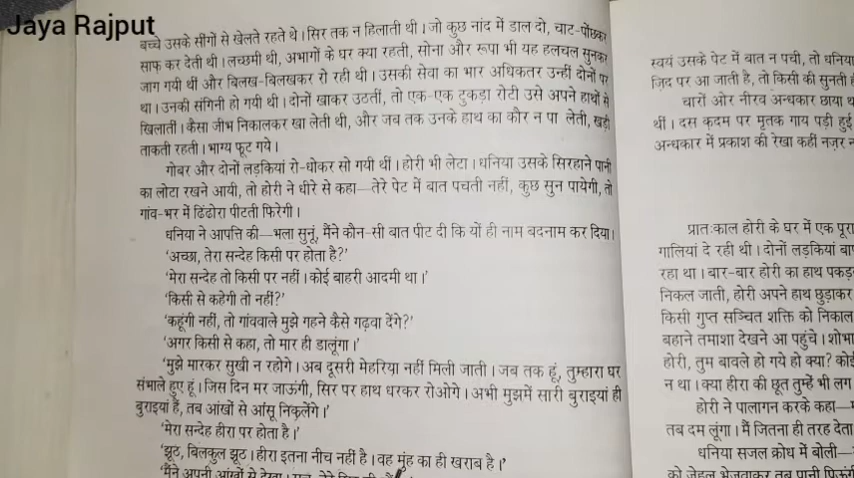 Jaya Rajput
बच्चे उसके सींगों से खेलते रहते थे। सिर तक न हिलाती थी। जो कुछ नांद में डाल दो, चाट-पोंछकर
साफ कर देती थी। लच्छमी थी, अभागों के घर क्या रहती, सोना और रूपा भी यह हलचल सुनकर
जाग गयी थीं और बिलख-बिलखकर रो रही थी। उसकी सेवा का भार अधिकतर उन्हीं दोनों पर
था। उनकी संगिनी हो गयी थी। दोनों खाकर उठतीं, तो एक-एक टुकड़ा रोटी उसे अपने हाथों से
खिलातीं। कैसा जीभ निकालकर खा लेती थी, और जब तक उनके हाथ का कौर न पा लेती, खड़ी
ताकती रहती। भाग्य फूट गये।
गोबर और दोनों लड़कियां रो-धोकर सो गयी थीं। होरी भी लेटा। धनिया उसके सिरहाने पानी
का लोटा रखने आयी, तो होरी ने धीरे से कहा—तेरे पेट में बात पचती नहीं, कुछ सुन पायेगी, तो
गांव-भर में ढिंढोरा पीटती फिरेगी।
धनिया ने आपत्ति की—भला सुनूं, मैंने कौन-सी बात पीट दी कि यों ही नाम बदनाम कर दिया।
‘अच्छा, तेरा सन्देह किसी पर होता है?’
‘मेरा सन्देह तो किसी पर नहीं। कोई बाहरी आदमी था।’
‘किसी से कहेगी तो नहीं?’
‘कहूंगी नहीं, तो गांववाले मुझे गहने कैसे गढ़वा देंगे?’
‘अगर किसी से कहा, तो मार ही डालूंगा।’
‘मुझे मारकर सुखी न रहोगे। अब दूसरी मेहरिया नहीं मिली जाती। जब तक हूं, तुम्हारा घर
संभाले हुए हूं। जिस दिन मर जाऊंगी, सिर पर हाथ धरकर रोओगे। अभी मुझमें सारी बुराइयां ही
बुराइयां हैं, तब आंखों से आंसू निकलेंगे।’
‘मेरा सन्देह हीरा पर होता है।’
‘झूठ, बिलकुल झूठ। हीरा इतना नीच नहीं है। वह मुंह का ही खराब है।’
‘मैंने अपनी आंखों से देखा।
स्वयं उसके पेट में बात न पची, तो धनिया
ज़िद पर आ जाती है, तो किसी की सुनती
चारों ओर नीरव अन्धकार छाया
थीं। दस कदम पर मृतक गाय पड़ी हुई
अन्धकार में प्रकाश की रेखा कहीं नज़र
प्रातःकाल होरी के घर में एक पूरा
गालियां दे रही थी। दोनों लड़कियां
रहा था। बार-बार होरी का हाथ पकड़
निकल जाती, होरी अपने हाथ छुड़ाकर
किसी गुप्त सञ्चित शक्ति को निकाल
बहाने तमाशा देखने आ पहुंचे। शोभा
होरी, तुम बावले हो गये हो क्या? कोई
न था। क्या हीरा की छूत तुम्हें भी लग
होरी ने पालागन करके कहा—
तब दम लूंगा। मैं जितना ही तरह देता
धनिया सजल क्रोध में बोली—
को जेहल भेजवाकर तब पानी